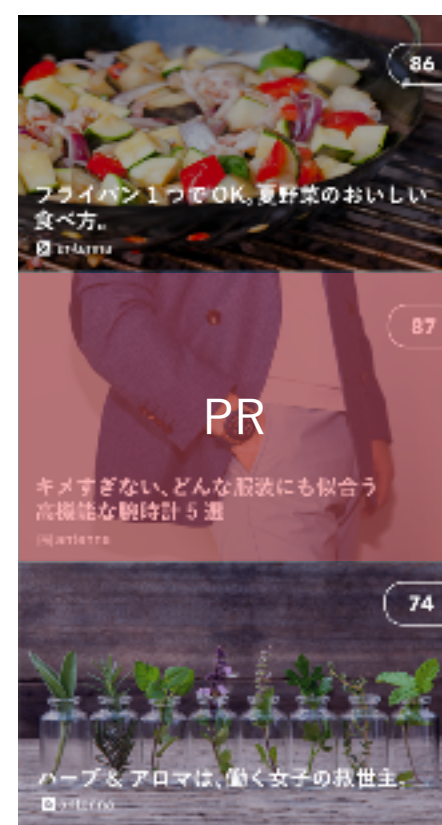 86
フライパン1つでOK。夏野菜のおいしい
食べ方。
antenna
87
PR
キメすぎない、どんな服装にも似合う
高機能な腕時計5選
antenna
74
ハーブ&アロマは、働く女子の救世主。
antenna